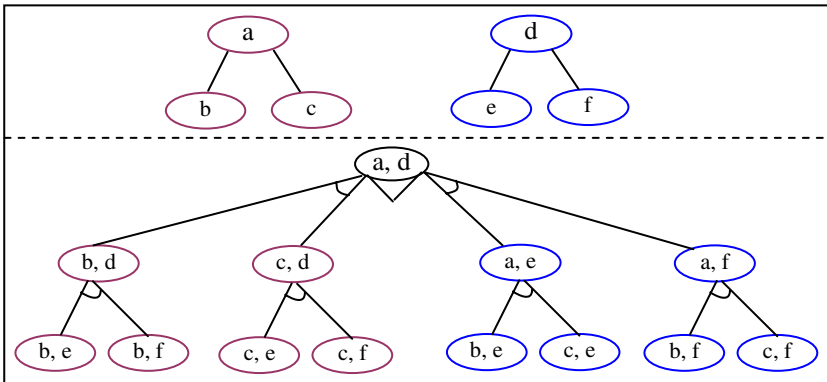 a d
b c e f
a, d
b, d c, d a, e a, f
b, e b, f c, e c, f b, e c, e b, f c, f